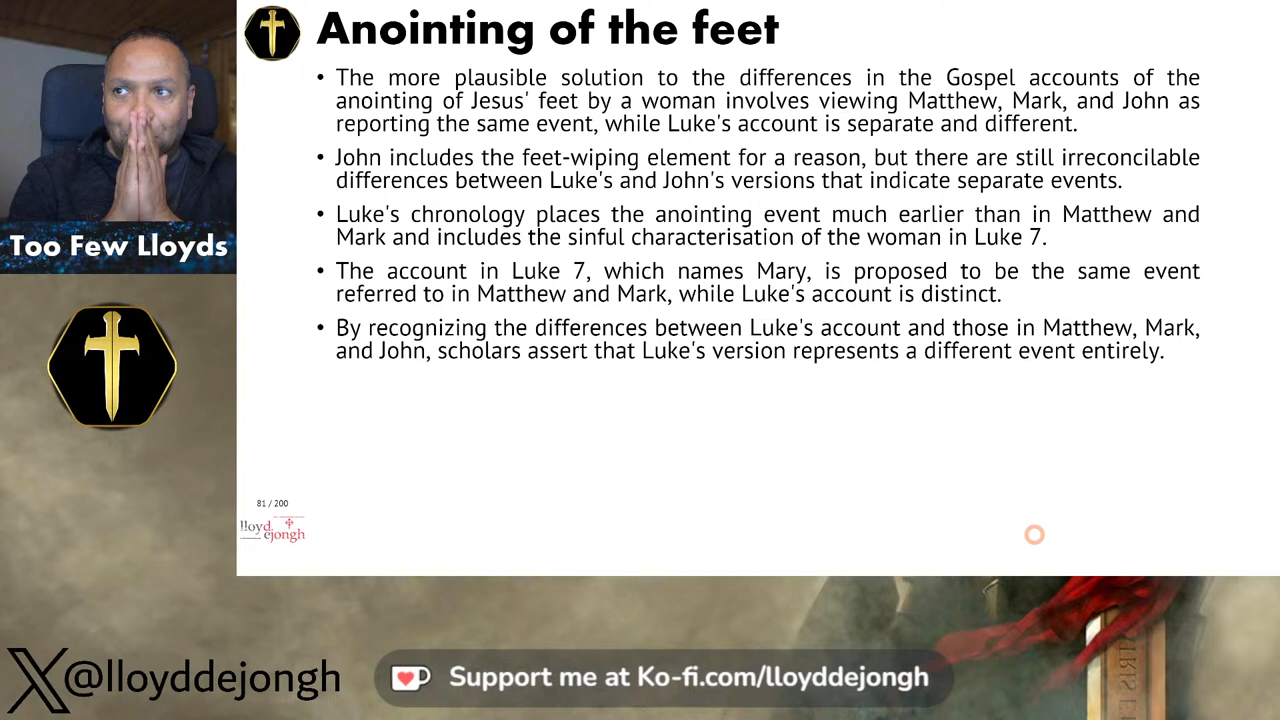 Anointing of the feet
• The more plausible solution to the differences in the Gospel accounts of the
anointing of Jesus' feet by a woman involves viewing Matthew, Mark, and John as
reporting the same event, while Luke's account is separate and different.
• John includes the feet-wiping element for a reason, but there are still irreconcilable
differences between Luke's and John's versions that indicate separate events.
• Luke's chronology places the anointing event much earlier than in Matthew and
Mark and includes the sinful characterisation of the woman in Luke 7.
• The account in Luke 7, which names Mary, is proposed to be the same event
referred to in Matthew and Mark, while Luke's account is distinct.
• By recognizing the differences between Luke's account and those in Matthew, Mark,
and John, scholars assert that Luke's version represents a different event entirely.
Too Few Lloyds
81 / 200
lloyd
dejongh
X@lloyddejongh
Support me at Ko-fi.com/lloyddejongh